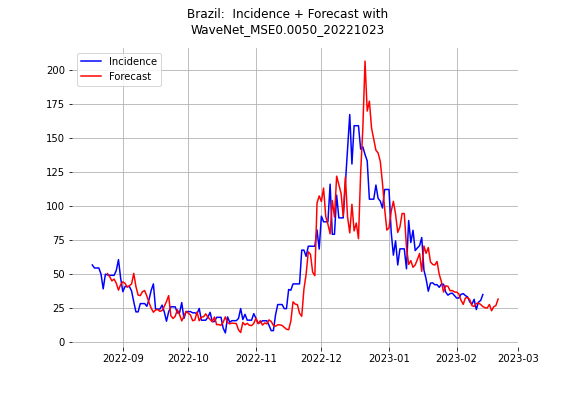 Brazil:  Incidence + Forecast with
WaveNet_MSE0.0050_20221023
Incidence
Forecast
200
175
150
125
100
75
50
25
0
2022-09 2022-10 2022-11 2022-12 2023-01 2023-02 2023-03